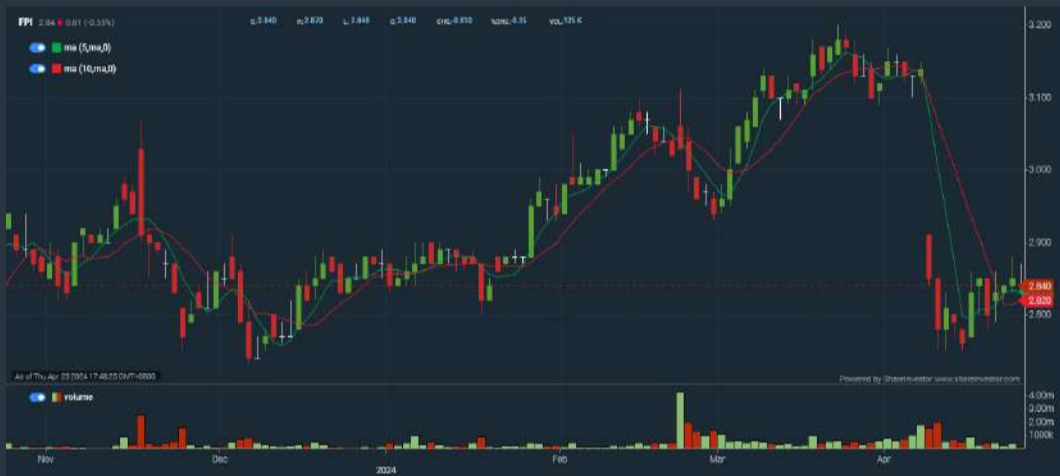 FPI 2.84 0.01 (-0.35%)
O: 2.840 H: 2.870 L: 2.840 C: 2.840 CHG: -0.010 %CHG: -0.35 VOL: 125 K
ma (5,ma,0)
ma (10,ma,0)
3.200
3.100
3.000
2.900
2.840
2.820
2.800
Powered by ShareInvestor www.shareinvestor.com
volume
4.00m
3.00m
2.00m
1000k
Nov Dec 2024 Feb Mar Apr